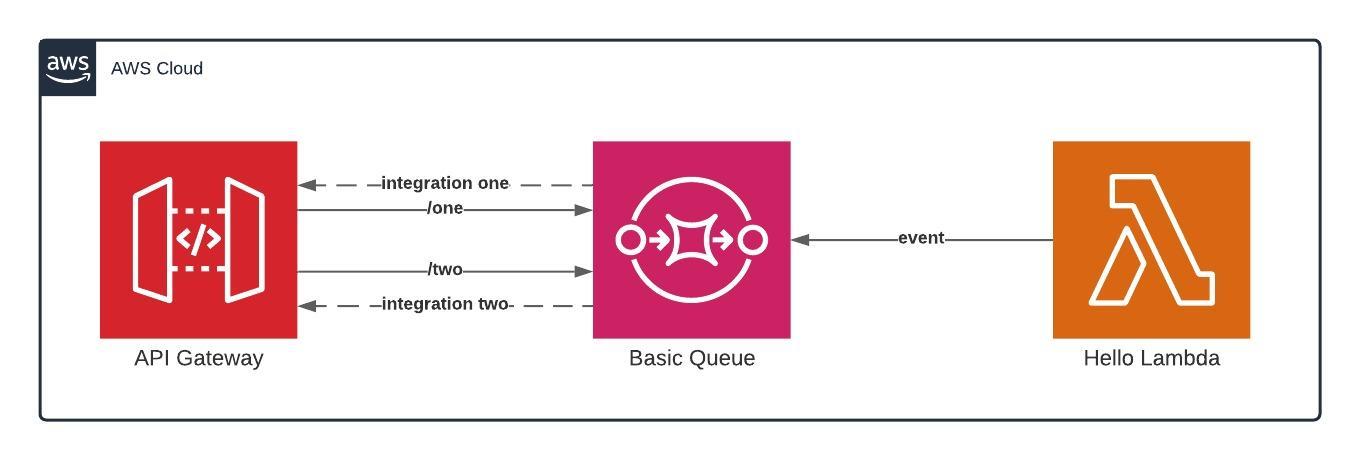 aws
AWS Cloud
integration one
/one
/two
integration two
event
API Gateway
Basic Queue
Hello Lambda